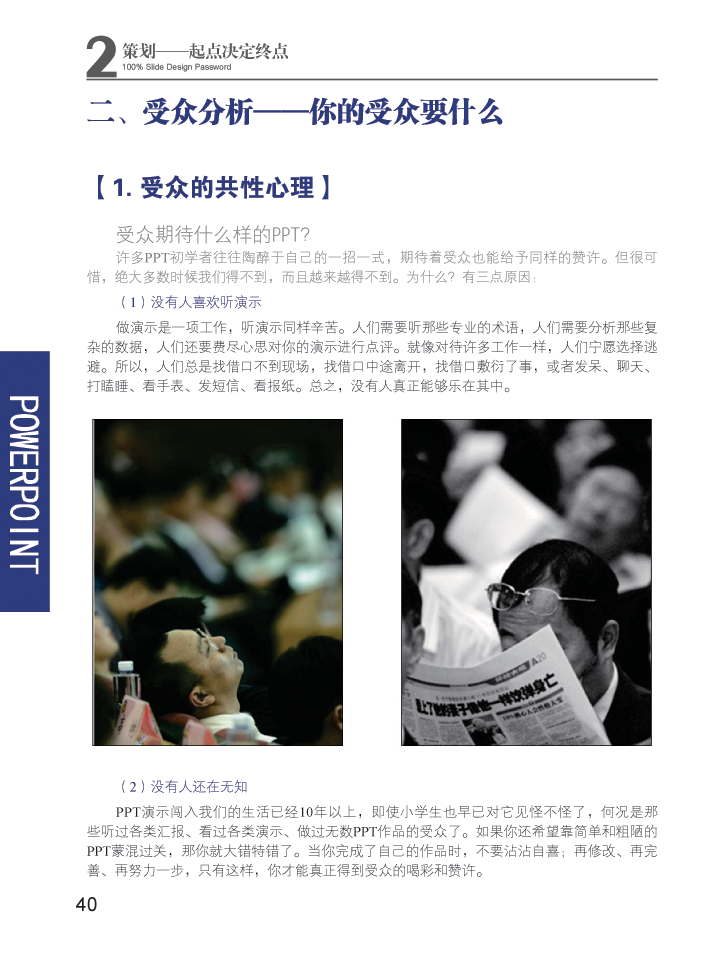 2 策划——起点决定终点
100% Slide Design Password
二、受众分析——你的受众要什么
【1. 受众的共性心理】
受众期待什么样的PPT?
许多PPT初学者往往陶醉于自己的一招一式，期待着受众也能给予同样的赞许。但很可
惜，绝大多数时候我们得不到，而且越来越得不到。为什么？有三点原因：
（1）没有人喜欢听演示
做演示是一项工作，听演示同样辛苦。人们需要听那些专业的术语，人们需要分析那些复
杂的数据，人们还要费尽心思对你的演示进行点评。就像对待许多工作一样，人们宁愿选择逃
避。所以，人们总是找借口不到现场，找借口中途离开，找借口敷衍了事，或者发呆、聊天、
打瞌睡、看手表、发短信、看报纸。总之，没有人真正能够乐在其中。
POWERPOINT
A20
（2）没有人还在无知
PPT演示闯入我们的生活已经10年以上，即使小学生也早已对它见怪不怪了，何况是那
些听过各类汇报、看过各类演示、做过无数PPT作品的受众了。如果你还希望靠简单和粗陋的
PPT蒙混过关，那你就大错特错了。当你完成了自己的作品时，不要沾沾自喜；再修改、再完
善、再努力一步，只有这样，你才能真正得到受众的喝彩和赞许。
40